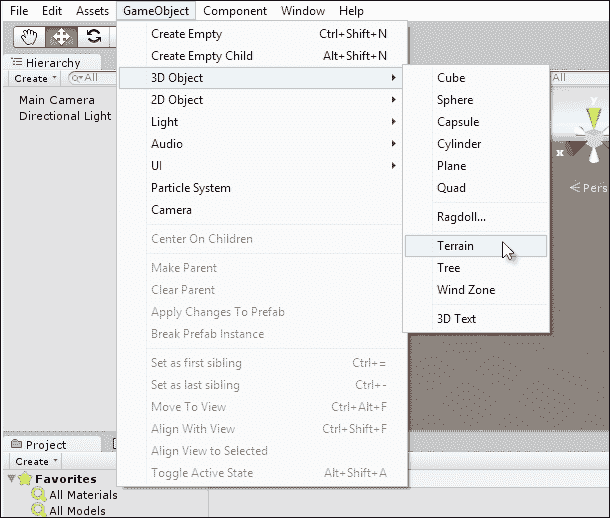 File Edit Assets GameObject Component Window Help
Hierarchy
Create All
Main Camera
Directional Light
Create Empty Ctrl+Shift+N
Create Empty Child Alt+Shift+N
3D Object
2D Object
Light
Audio
UI
Particle System
Camera
Center On Children
Make Parent
Clear Parent
Apply Changes To Prefab
Break Prefab Instance
Set as first sibling Ctrl+=
Set as last sibling Ctrl+-
Move To View Ctrl+Alt+F
Align With View Ctrl+Shift+F
Align View to Selected
Toggle Active State Alt+Shift+A
Cube
Sphere
Capsule
Cylinder
Plane
Quad
Ragdoll...
Terrain
Tree
Wind Zone
3D Text
All
y
x
Pers
Project
Create
Favorites
All Materials
All Models